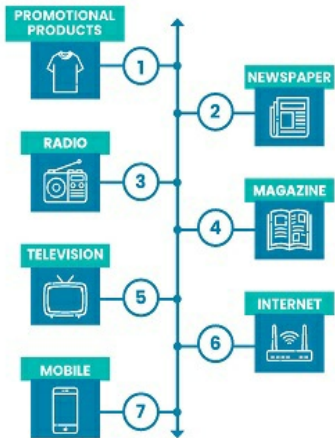 PROMOTIONAL
PRODUCTS
1
NEWSPAPER
2
RADIO
3
MAGAZINE
4
TELEVISION
5
INTERNET
6
MOBILE
7